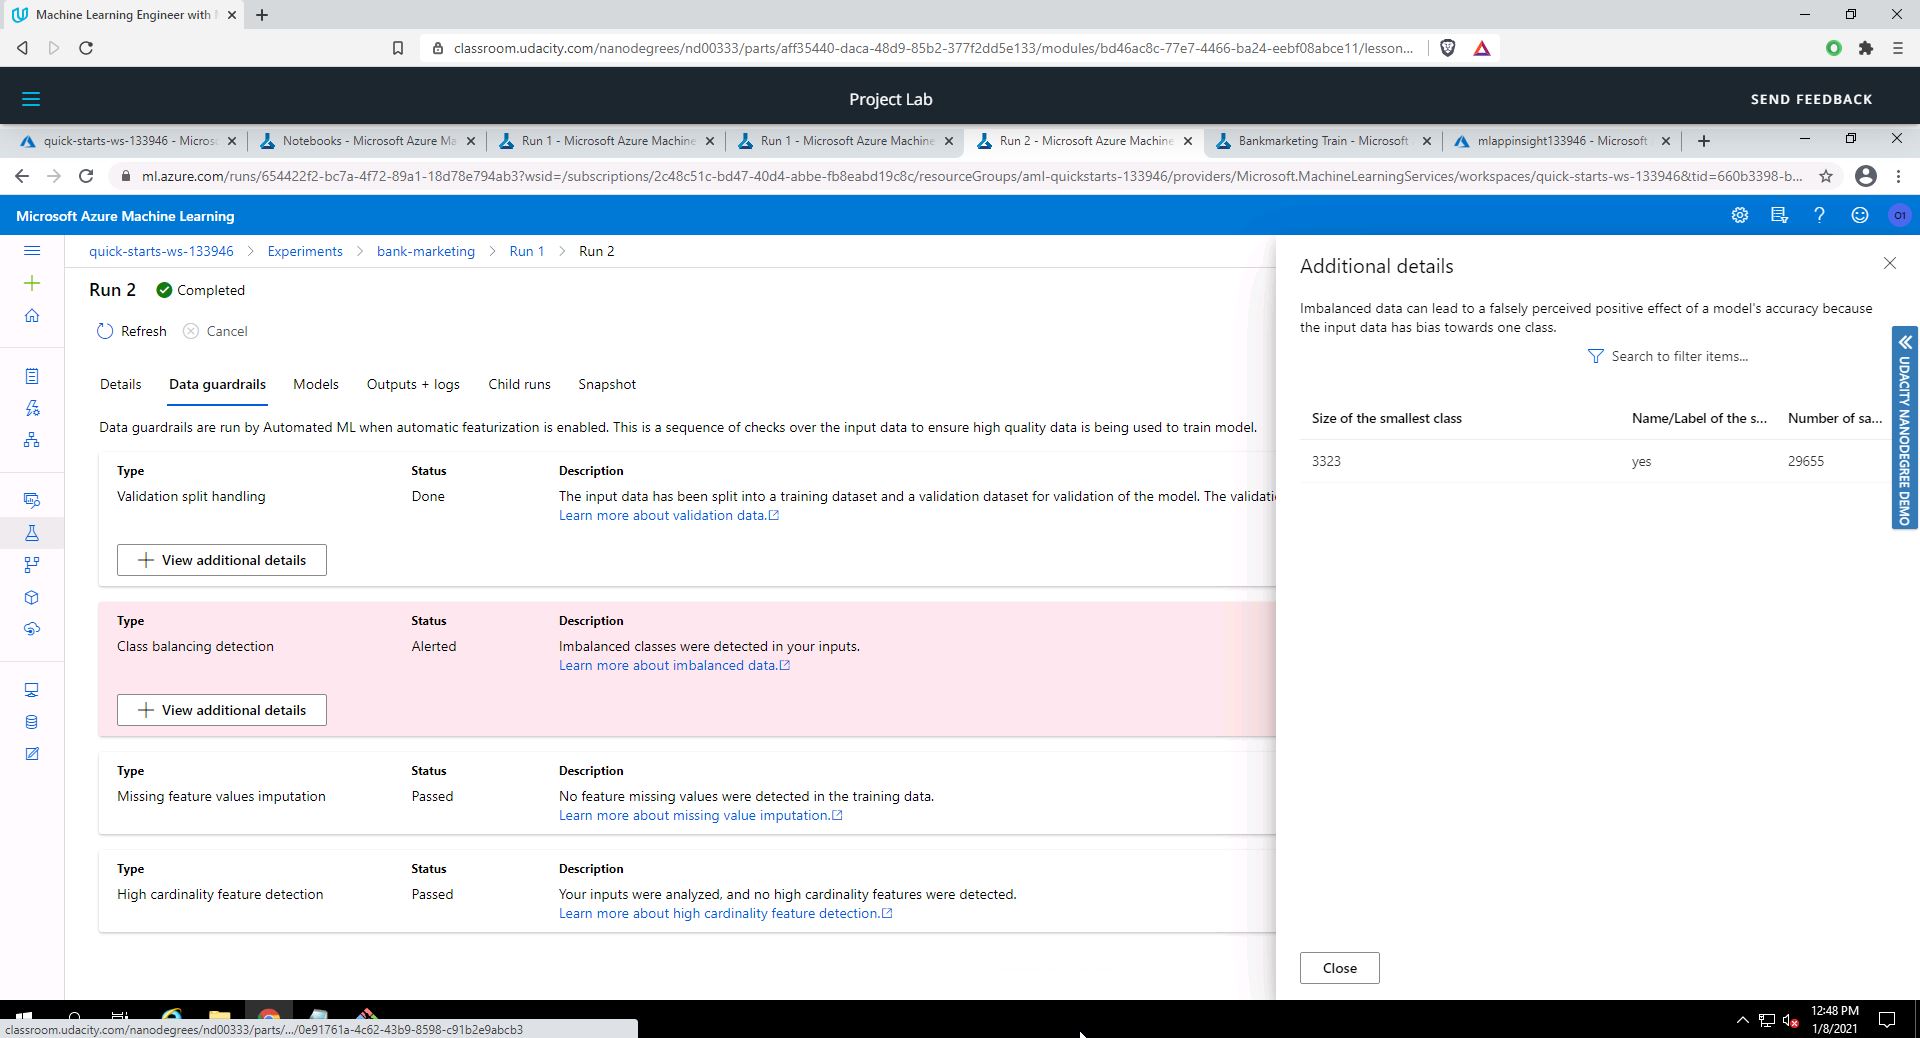 Machine Learning Engineer with
classroom.udacity.com/nanodegrees/nd00333/parts/aff35440-daca-48d9-85b2-377f2dd5e133/modules/bd46ac8c-77e7-4466-ba24-eebf08abce11/lesson...
Project Lab
SEND FEEDBACK
quick-starts-ws-133946 - Micros
Notebooks - Microsoft Azure Ma
Run 1 - Microsoft Azure Machine
Run 1 - Microsoft Azure Machine
Run 2 - Microsoft Azure Machine
Bankmarketing Train - Microsoft
mlappinsight133946 - Microsoft
ml.azure.com/runs/654422f2-bc7a-4f72-89a1-18d78e794ab3?wsid=/subscriptions/2c48c51c-bd47-40d4-abbe-fb8eabd19c8c/resourceGroups/aml-quickstarts-133946/providers/Microsoft.MachineLearningServices/workspaces/quick-starts-ws-133946&tid=660b3398-b...
Microsoft Azure Machine Learning
O1
quick-starts-ws-133946 > Experiments > bank-marketing > Run 1 > Run 2
Run 2 Completed
Refresh Cancel
Details Data guardrails Models Outputs + logs Child runs Snapshot
Data guardrails are run by Automated ML when automatic featurization is enabled. This is a sequence of checks over the input data to ensure high quality data is being used to train model.
Type Status Description
Validation split handling Done The input data has been split into a training dataset and a validation dataset for validation of the model. The validati
Learn more about validation data.
View additional details
Type Status Description
Class balancing detection Alerted Imbalanced classes were detected in your inputs.
Learn more about imbalanced data.
View additional details
Type Status Description
Missing feature values imputation Passed No feature missing values were detected in the training data.
Learn more about missing value imputation.
Type Status Description
High cardinality feature detection Passed Your inputs were analyzed, and no high cardinality features were detected.
Learn more about high cardinality feature detection.
Additional details
Imbalanced data can lead to a falsely perceived positive effect of a model's accuracy because
the input data has bias towards one class.
Search to filter items...
Size of the smallest class Name/Label of the s... Number of sa...
3323 yes 29655
Close
UDACITY NANODEGREE DEMO
classroom.udacity.com/nanodegrees/nd00333/parts/.../0e91761a-4c62-43b9-8598-c91b2e9abcb3
12:48 PM
1/8/2021